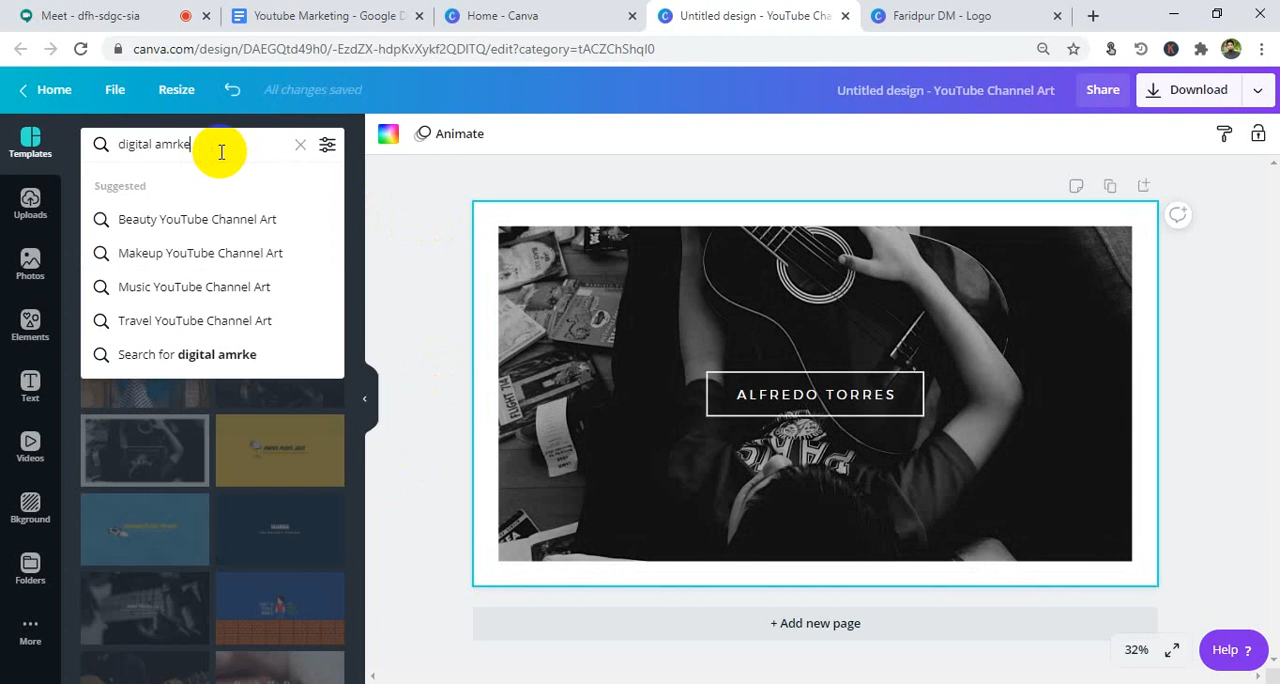 Meet - dfh-sdgc-sia
Youtube Marketing - Google D
Home - Canva
Untitled design - YouTube Cha
Faridpur DM - Logo
canva.com/design/DAEGQtd49h0/-EzdZX-hdpKvXykf2QDITQ/edit?category=tACZChShqI0
Home
File
Resize
All changes saved
Untitled design - YouTube Channel Art
Share
Download
Templates
digital amrke
Animate
Suggested
Uploads
Beauty YouTube Channel Art
Photos
Makeup YouTube Channel Art
Music YouTube Channel Art
Elements
Travel YouTube Channel Art
Search for digital amrke
Text
ALFREDO TORRES
Videos
Bkground
Folders
+ Add new page
More
32%
Help ?